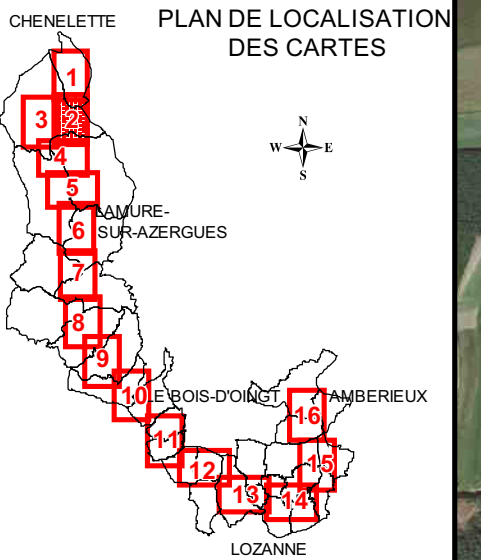 CHENELETTE
PLAN DE LOCALISATION
DES CARTES
1
3
2
N
W E
S
4
5
LAMURE-
SUR-AZERGUES
6
7
8
9
10
LE BOIS-D'OINGT
AMBERIEUX
16
11
15
12
13
14
LOZANNE